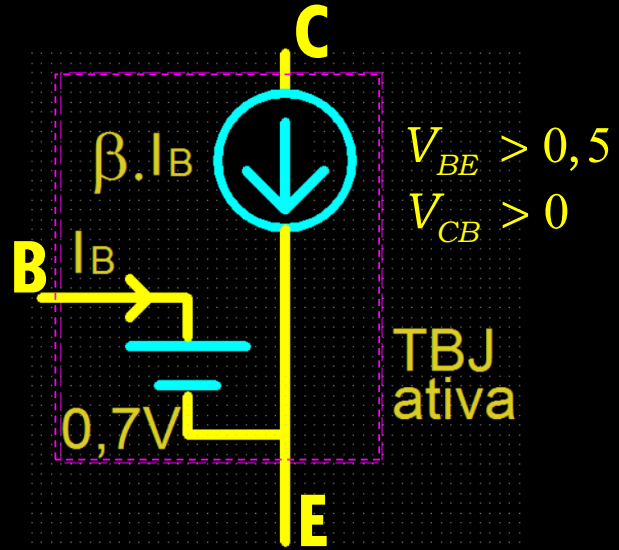 C
β.IB
VBE > 0,5
VCB > 0
B
IB
TBJ
ativa
0,7V
E